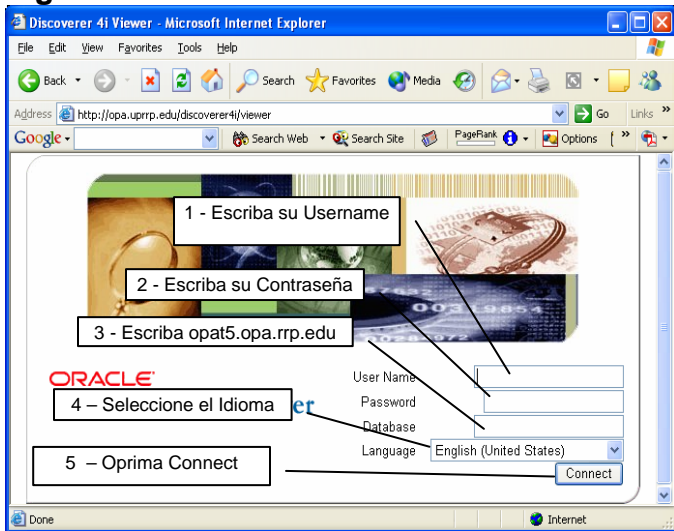 Discoverer 4i Viewer - Microsoft Internet Explorer
File Edit View Favorites Tools Help
Back Search Favorites Media
Address http://opa.uprrp.edu/discoverer4i/viewer Go Links »
Google Search Web Search Site PageRank Options »
1 - Escriba su Username
2 - Escriba su Contraseña
3 - Escriba opat5.opa.rrp.edu
ORACLE
User Name
4 – Seleccione el Idioma
Password
Database
Language English (United States)
5 – Oprima Connect
Connect
Done Internet